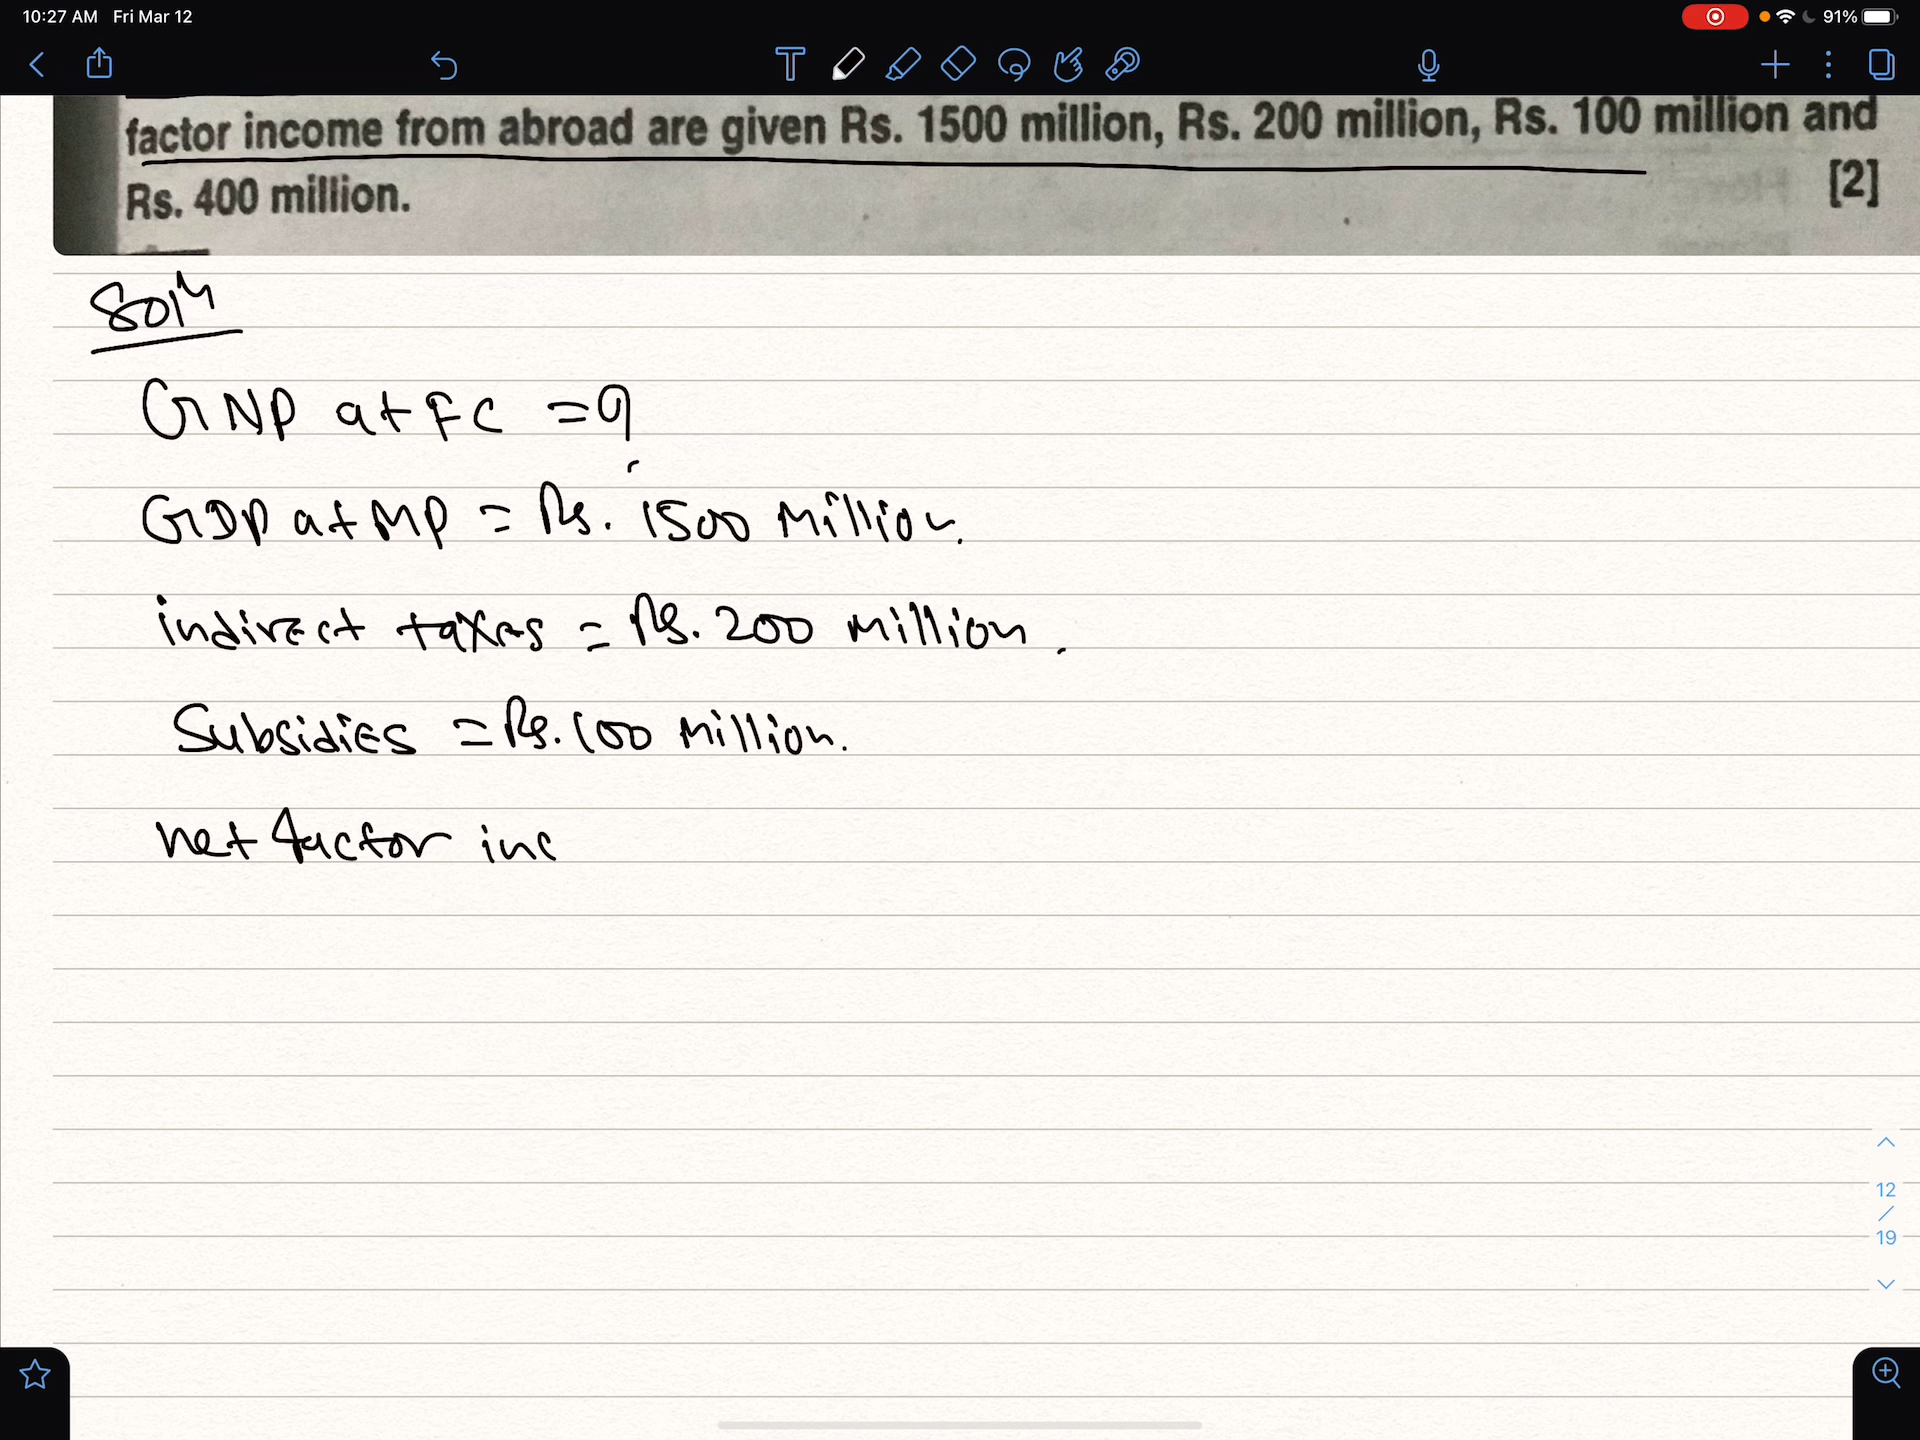 10:27 AM Fri Mar 12
91%
factor income from abroad are given Rs. 1500 million, Rs. 200 million, Rs. 100 million and
Rs. 400 million.
[2]
Soln
GNP at FC = ?
GDP at MP = Rs. 1500 Million.
indirect taxes = Rs. 200 million.
Subsidies = Rs. 100 Million.
net factor inc
12
/
19